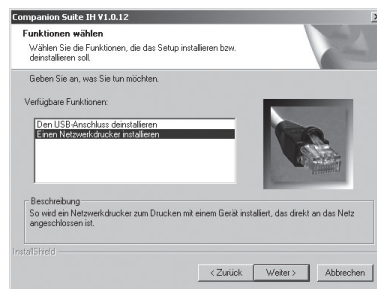 Companion Suite IH V1.0.12
Funktionen wählen
Wählen Sie die Funktionen, die das Setup installieren bzw.
deinstallieren soll.
Geben Sie an, was Sie tun möchten.
Verfügbare Funktionen:
Den USB-Anschluss deinstallieren
Einen Netzwerkdrucker installieren
Beschreibung
So wird ein Netzwerkdrucker zum Drucken mit einem Gerät installiert, das direkt an das Netz
angeschlossen ist.
InstallShield
< Zurück Weiter > Abbrechen